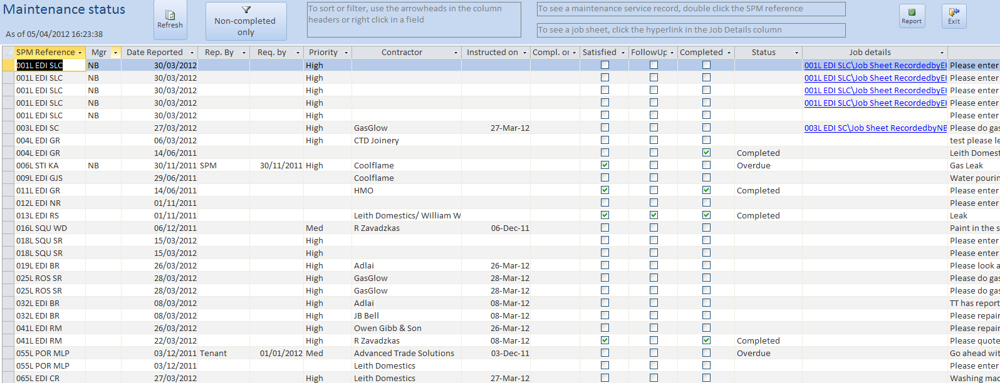 Maintenance status
As of 05/04/2012 16:23:38
Refresh
Non-completed
only
To sort or filter, use the arrowheads in the column
headers or right click in a field
To see a maintenance service record, double click the SPM reference
To see a job sheet, click the hyperlink in the Job Details column
Report
Exit
SPM Reference Mgr Date Reported Rep. By Req. by Priority Contractor Instructed on Compl. or Satisfied FollowUp Completed Status Job details
001L EDI SLC NB 30/03/2012 High 001L EDI SLC\Job Sheet RecordedbyEH Please enter
001L EDI SLC NB 30/03/2012 High 001L EDI SLC\Job Sheet RecordedbyEH Please enter
001L EDI SLC NB 30/03/2012 High 001L EDI SLC\Job Sheet RecordedbyEH Please enter
001L EDI SLC NB 30/03/2012 High 001L EDI SLC\Job Sheet RecordedbyEH Please enter
001L EDI SLC NB 30/03/2012 High Please enter
003L EDI SC 27/03/2012 High GasGlow 27-Mar-12 003L EDI SC\Job Sheet RecordedbyNB Please do gas
004L EDI GR 06/03/2012 High CTD Joinery test please le
004L EDI GR 14/06/2011 Completed Leith Domest
006L STI KA NB 30/11/2011 SPM 30/11/2011 High Coolflame Overdue Gas Leak
009L EDI GJS 29/06/2011 Coolflame Water pourin
011L EDI GR 14/06/2011 HMO Completed Please enter
012L EDI NR 01/11/2011 Please enter
013L EDI RS 01/11/2011 Leith Domestics/ William W Completed Leak
016L SQU WD 06/12/2011 Med R Zavadzkas 06-Dec-11 Paint in the s
018L SQU SR 15/03/2012 High Please enter
018L SQU SR 15/03/2012 High Please enter
019L EDI BR 26/03/2012 High Adlai 26-Mar-12 Please look a
025L ROS SR 28/03/2012 High GasGlow 28-Mar-12 Please do gas
025L ROS SR 28/03/2012 High GasGlow 28-Mar-12 Please do gas
032L EDI BR 08/03/2012 High Adlai 08-Mar-12 TT has report
032L EDI BR 08/03/2012 High JB Bell 08-Mar-12 Please repair
041L EDI RM 26/03/2012 High Owen Gibb & Son 26-Mar-12 Please repair
041L EDI RM 22/03/2012 High R Zavadzkas 08-Mar-12 Completed Please quote
055L POR MLP 03/12/2011 Tenant 01/01/2012 Med Advanced Trade Solutions 03-Dec-11 Overdue Go ahead wit
055L POR MLP 03/12/2011 Leith Domestics Please enter
065L EDI CR 27/03/2012 High Leith Domestics 27-Mar-12 Washing mac